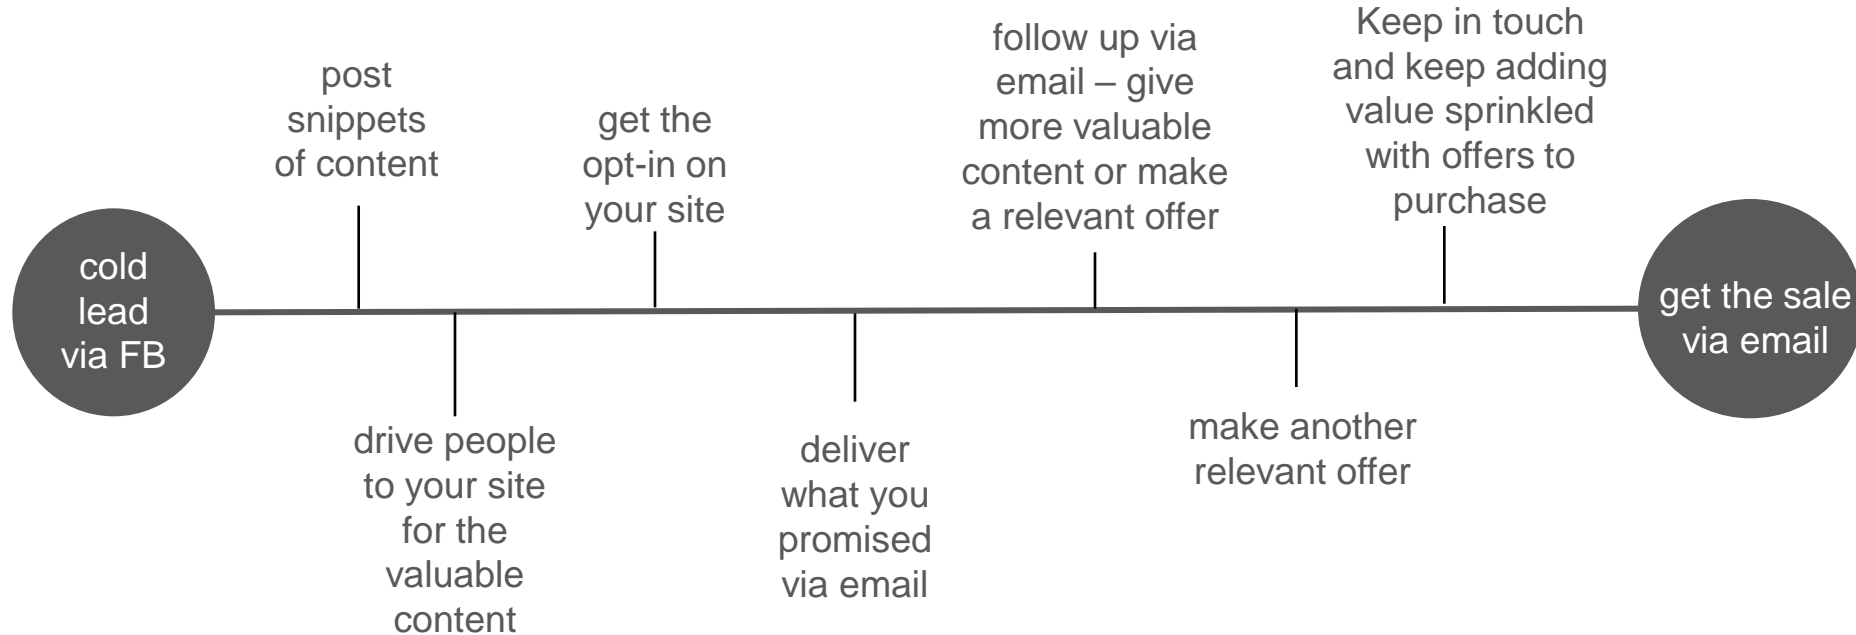 cold
lead
via FB
post
snippets
of content
drive people
to your site
for the
valuable
content
get the
opt-in on
your site
deliver
what you
promised
via email
follow up via
email – give
more valuable
content or make
a relevant offer
make another
relevant offer
Keep in touch
and keep adding
value sprinkled
with offers to
purchase
get the sale
via email